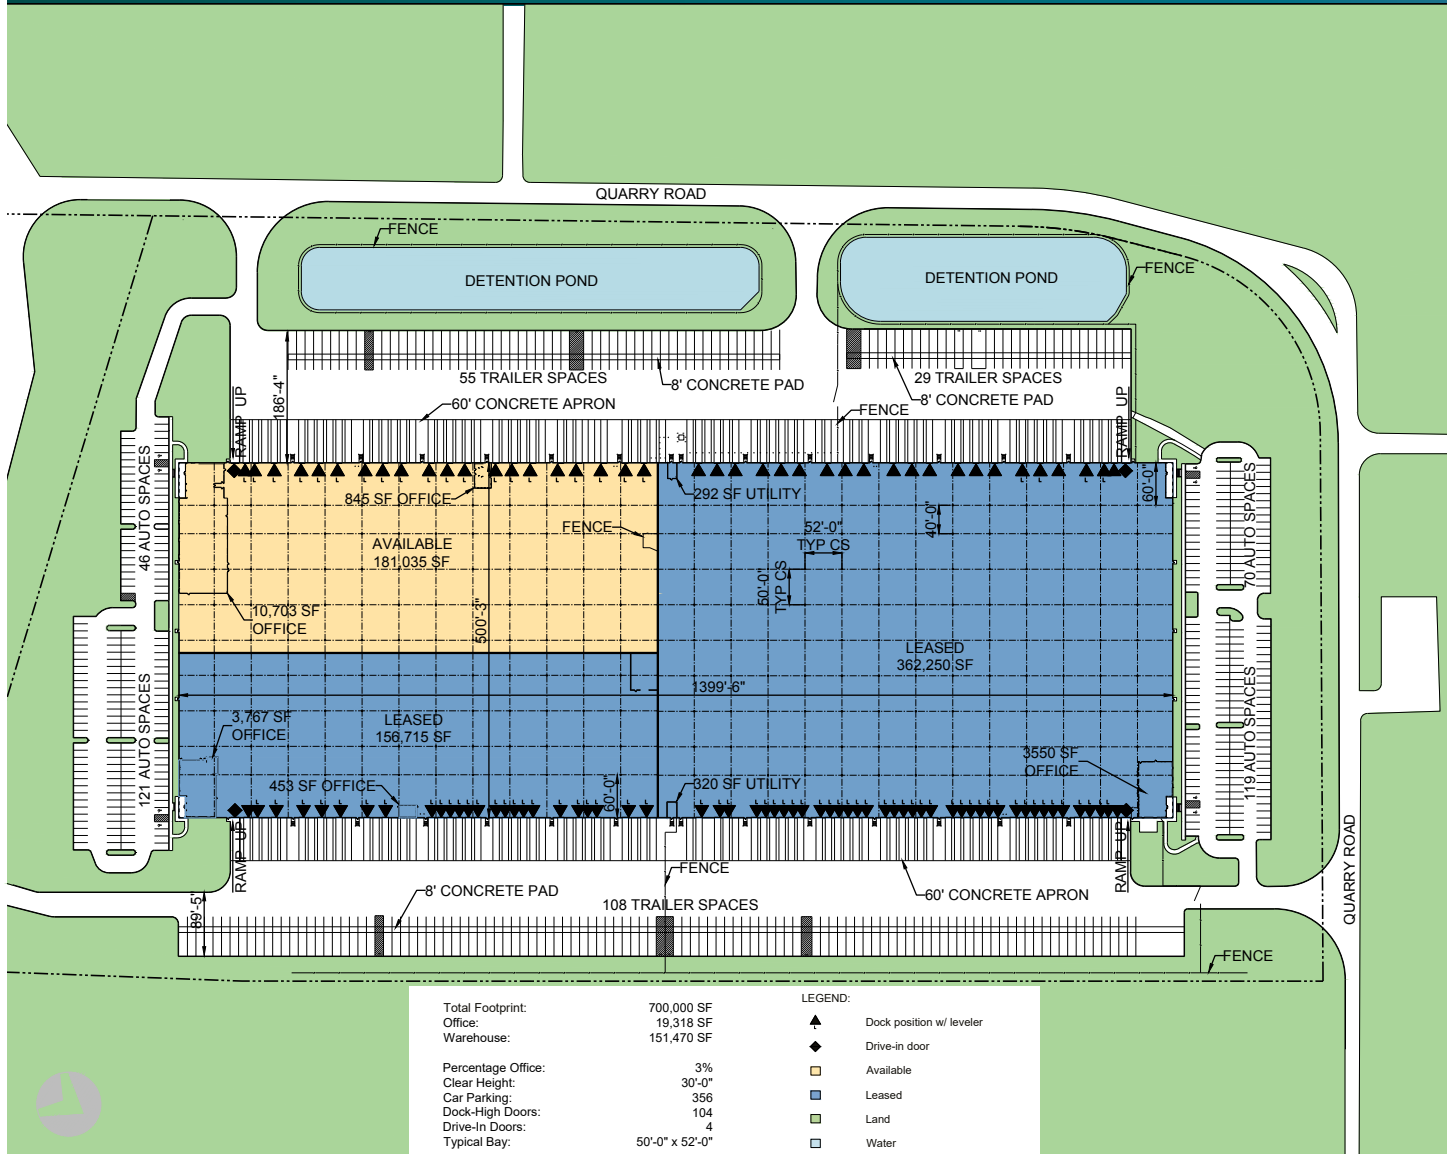 QUARRY ROAD
FENCE
DETENTION POND
DETENTION POND
FENCE
55 TRAILER SPACES
8' CONCRETE PAD
29 TRAILER SPACES
8' CONCRETE PAD
186'-4"
RAMP UP
60' CONCRETE APRON
FENCE
RAMP UP
46 AUTO SPACES
845 SF OFFICE
292 SF UTILITY
60'-0"
70 AUTO SPACES
FENCE
52'-0"
TYP CS
40'-0"
AVAILABLE
181,035 SF
50'-0"
TYP CS
10,703 SF
OFFICE
500'-3"
LEASED
362,250 SF
1399'-6"
121 AUTO SPACES
3,767 SF
OFFICE
LEASED
156,715 SF
119 AUTO SPACES
3550 SF
OFFICE
453 SF OFFICE
60'-0"
320 SF UTILITY
RAMP UP
FENCE
RAMP UP
QUARRY ROAD
8' CONCRETE PAD
108 TRAILER SPACES
60' CONCRETE APRON
89'-5"
FENCE
Total Footprint: 700,000 SF
Office: 19,318 SF
Warehouse: 151,470 SF
Percentage Office: 3%
Clear Height: 30'-0"
Car Parking: 356
Dock-High Doors: 104
Drive-In Doors: 4
Typical Bay: 50'-0" x 52'-0"
LEGEND:
Dock position w/ leveler
Drive-in door
Available
Leased
Land
Water